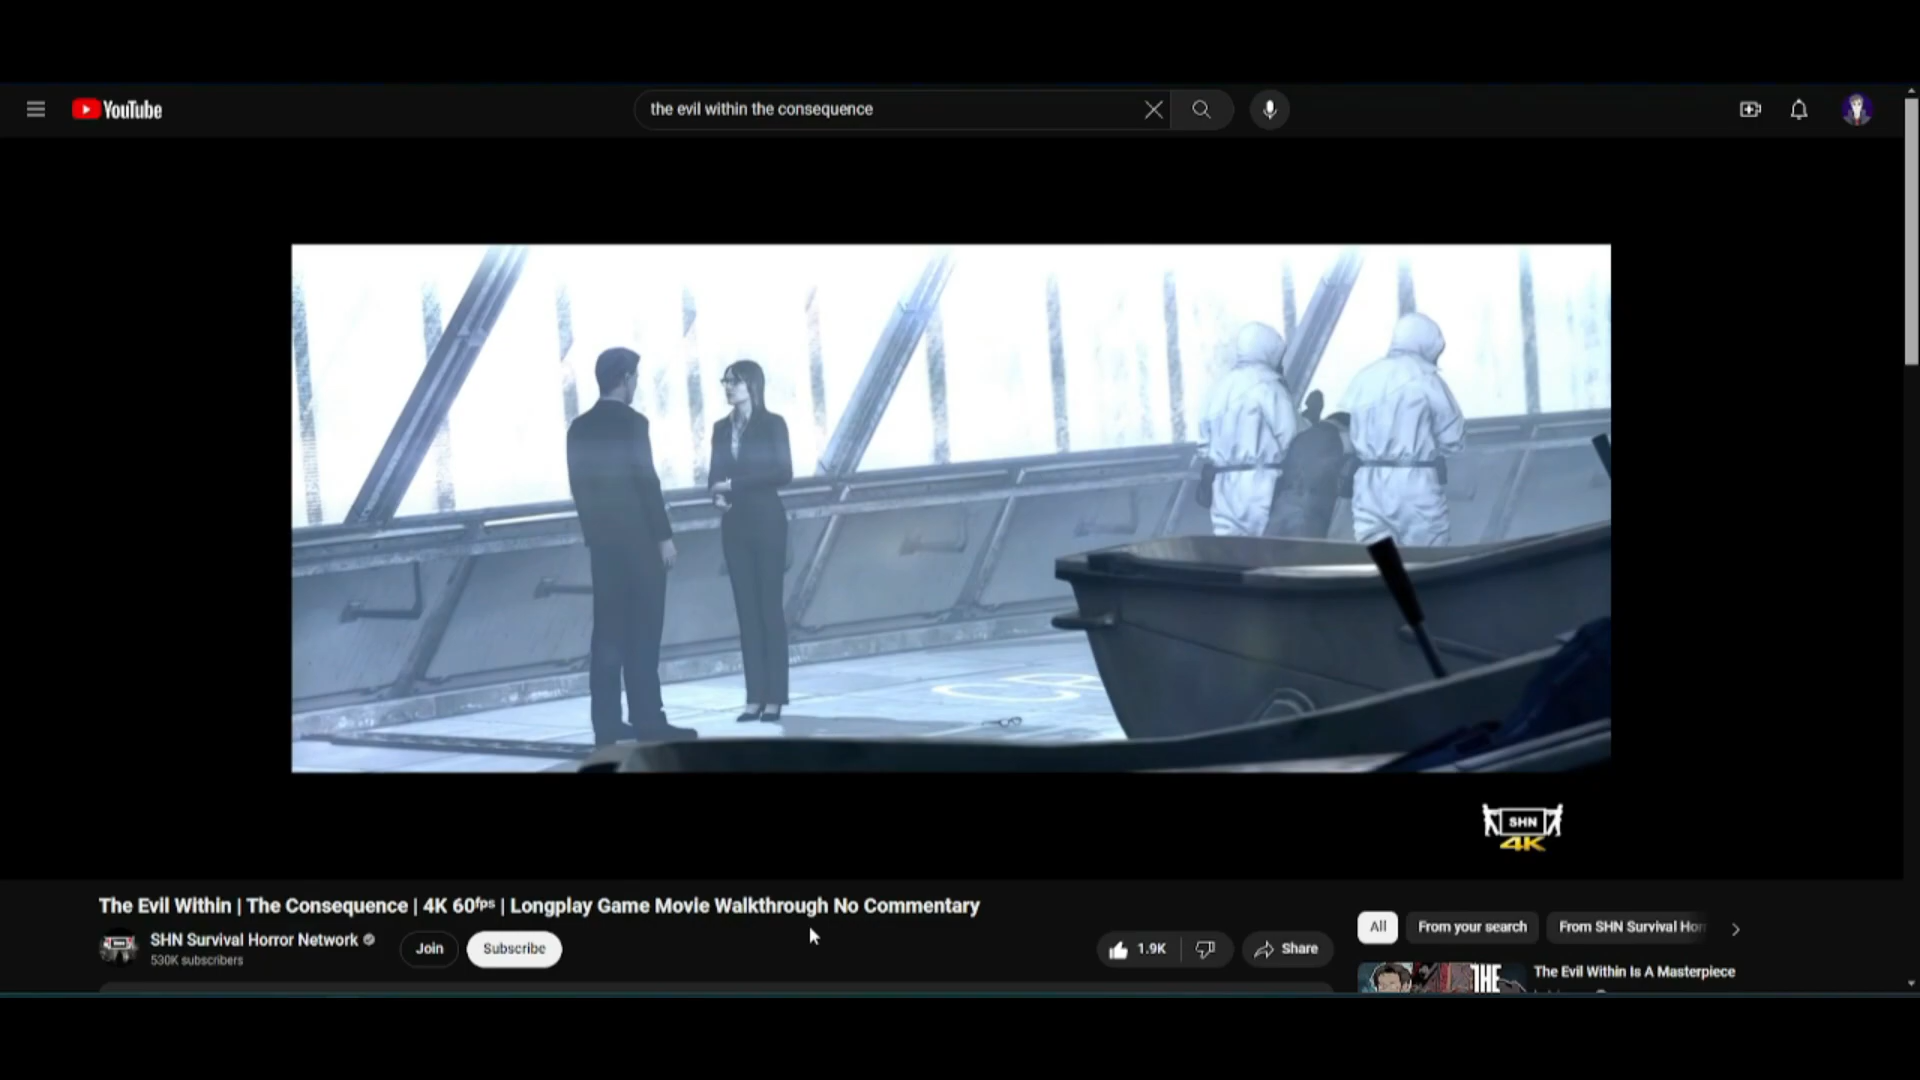 YouTube
the evil within the consequence
CB
SHN
4K
The Evil Within | The Consequence | 4K 60ᶠᵖˢ | Longplay Game Movie Walkthrough No Commentary
SHN Survival Horror Network
530K subscribers
Join
Subscribe
1.9K
Share
All
From your search
From SHN Survival Hor
THE
The Evil Within Is A Masterpiece